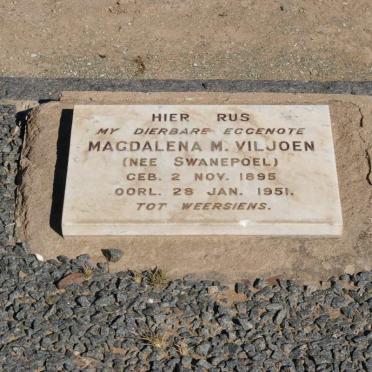 HIER RUS
MY DIERBARE EGGENOTE
MAGDALENA M. VILJOEN
(NEE SWANEPOEL)
GEB. 2 NOV. 1895
OORL. 28 JAN. 1951.
TOT WEERSIENS.